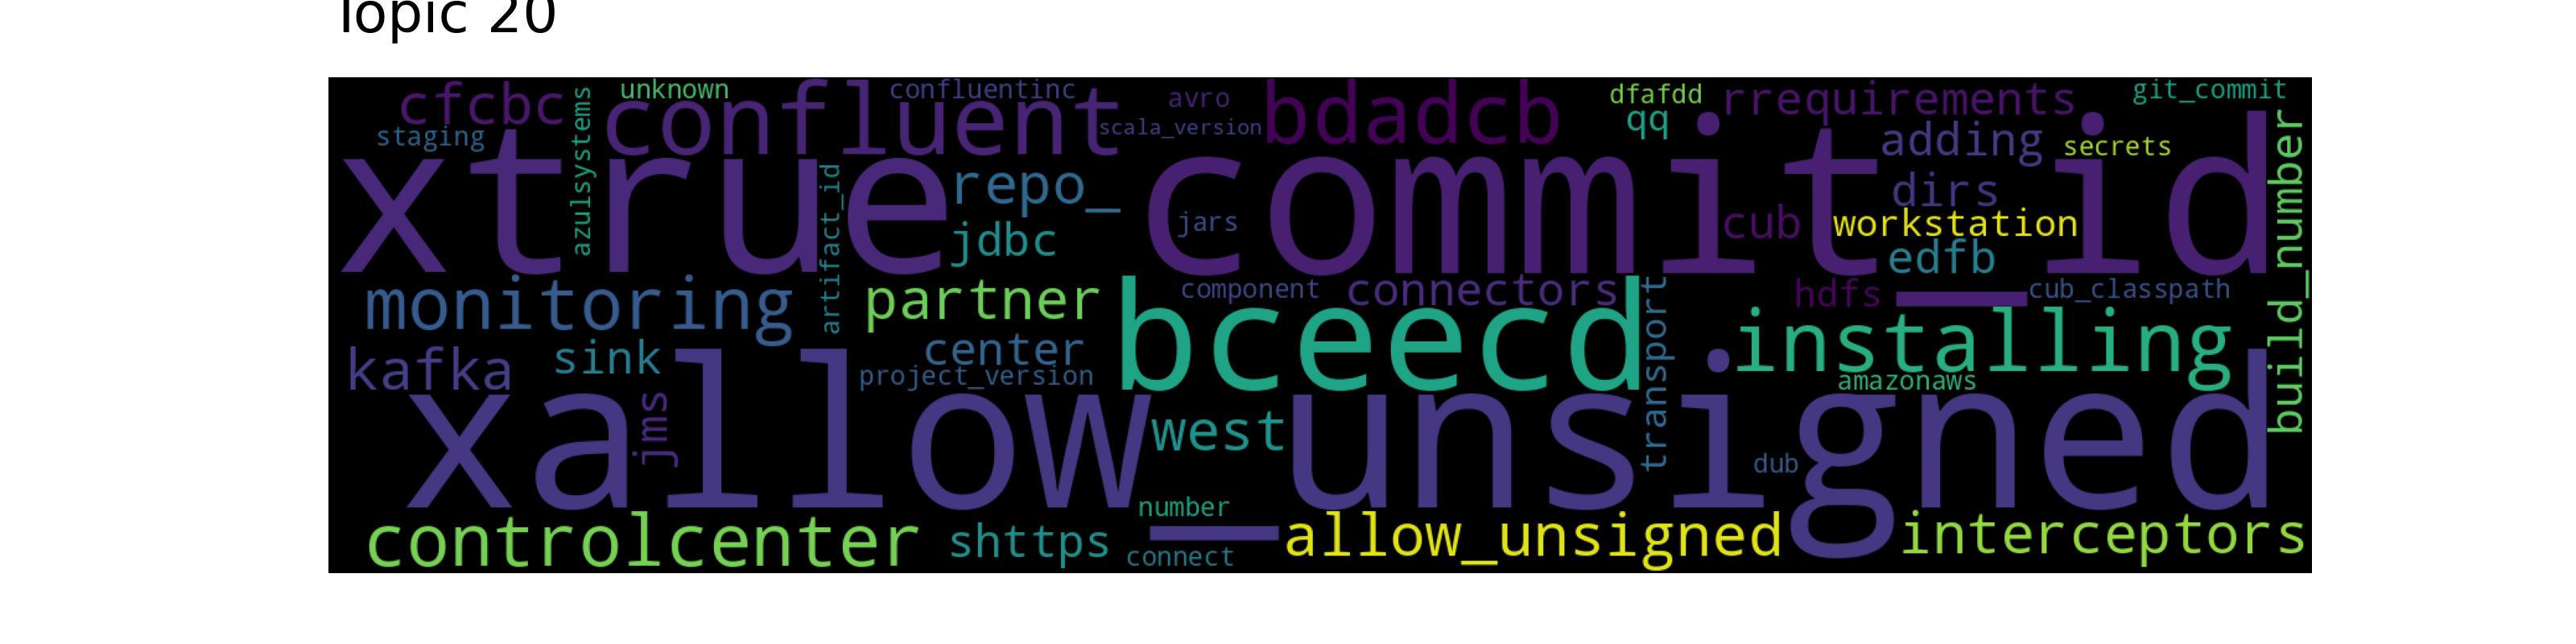 Topic 20
cfcbc
unknown
confluentinc
avro
bdadcb
dfafdd
rrequirements
git_commit
staging
azulsystems
confluent
scala_version
qq
adding
secrets
xtrue
artifact_id
repo_
commit_id
jars
dirs
build_number
jdbc
cub
workstation
edfb
monitoring
partner
component
connectors
hdfs
cub_classpath
bceecd
transport
installing
kafka
sink
center
project_version
amazonaws
xallow_unsigned
jms
west
dub
controlcenter
shttps
number
connect
allow_unsigned
interceptors